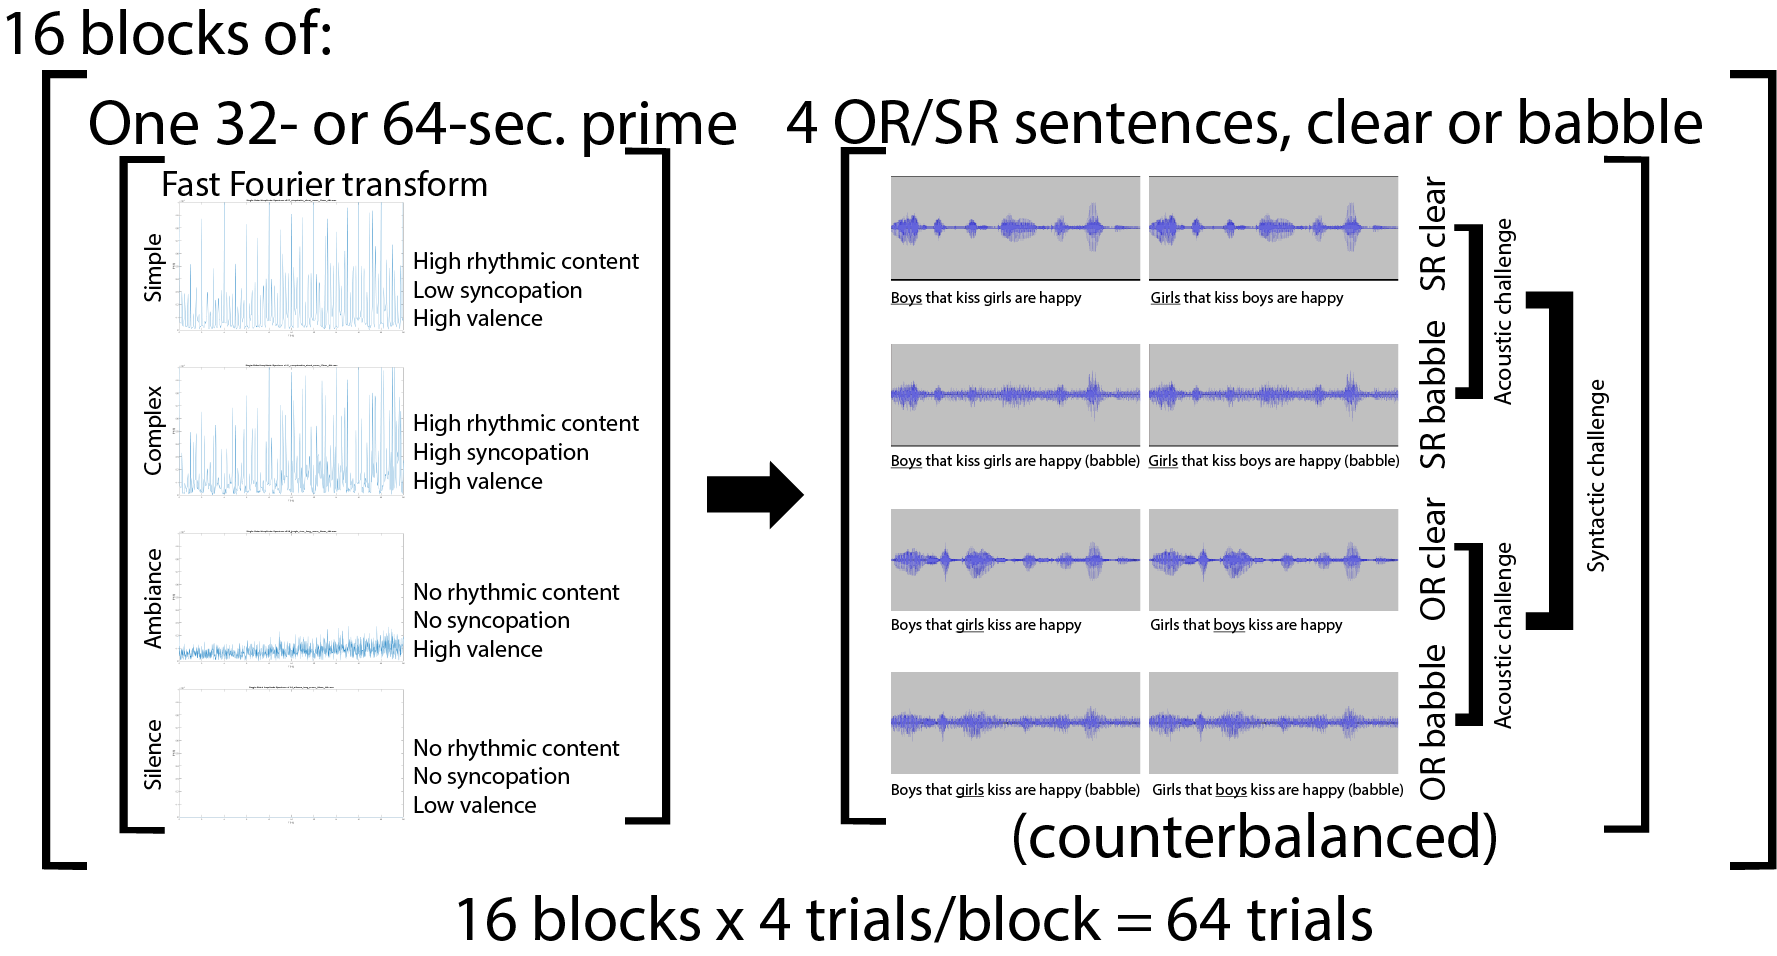 16 blocks of:
One 32- or 64-sec. prime
Fast Fourier transform
Simple
High rhythmic content
Low syncopation
High valence
Complex
High rhythmic content
High syncopation
High valence
Ambiance
No rhythmic content
No syncopation
High valence
Silence
No rhythmic content
No syncopation
Low valence
4 OR/SR sentences, clear or babble
Boys that kiss girls are happy
Girls that kiss boys are happy
SR clear
Boys that kiss girls are happy (babble)
Girls that kiss boys are happy (babble)
SR babble
Acoustic challenge
Boys that girls kiss are happy
Girls that boys kiss are happy
OR clear
Boys that girls kiss are happy (babble)
Girls that boys kiss are happy (babble)
OR babble
Acoustic challenge
Syntactic challenge
(counterbalanced)
16 blocks x 4 trials/block = 64 trials